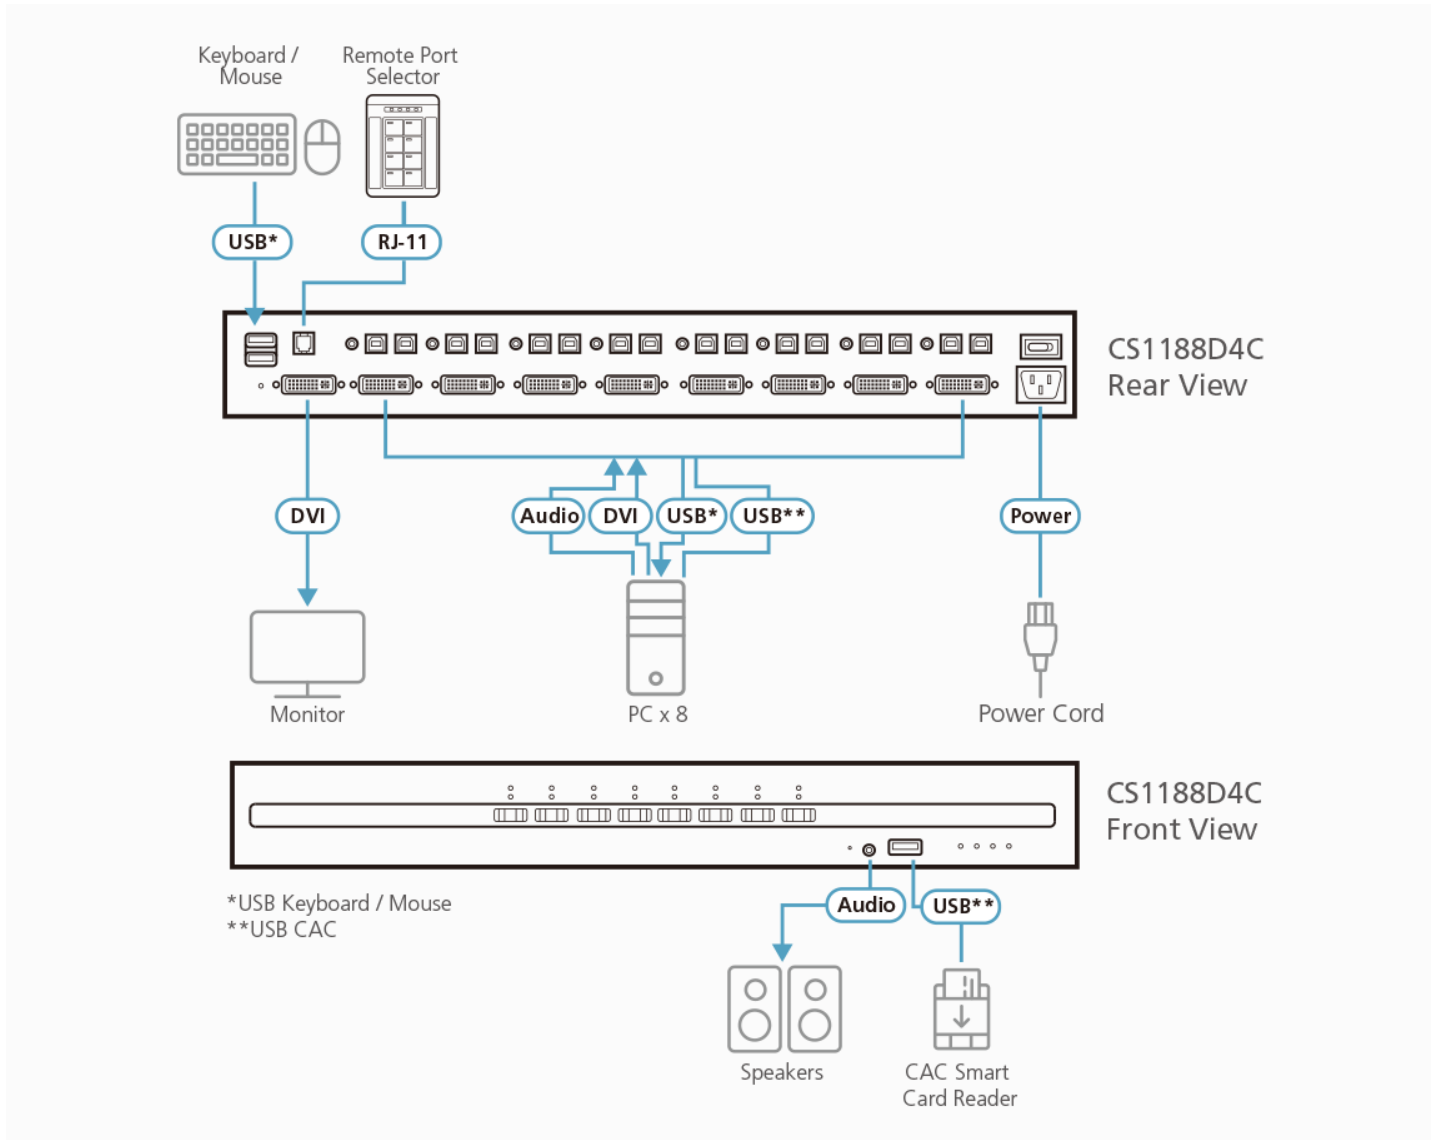 Keyboard /
Mouse
Remote Port
Selector
USB*
RJ-11
CS1188D4C
Rear View
DVI
Audio
DVI
USB*
USB**
Power
Monitor
PC x 8
Power Cord
CS1188D4C
Front View
*USB Keyboard / Mouse
**USB CAC
Audio
USB**
Speakers
CAC Smart
Card Reader